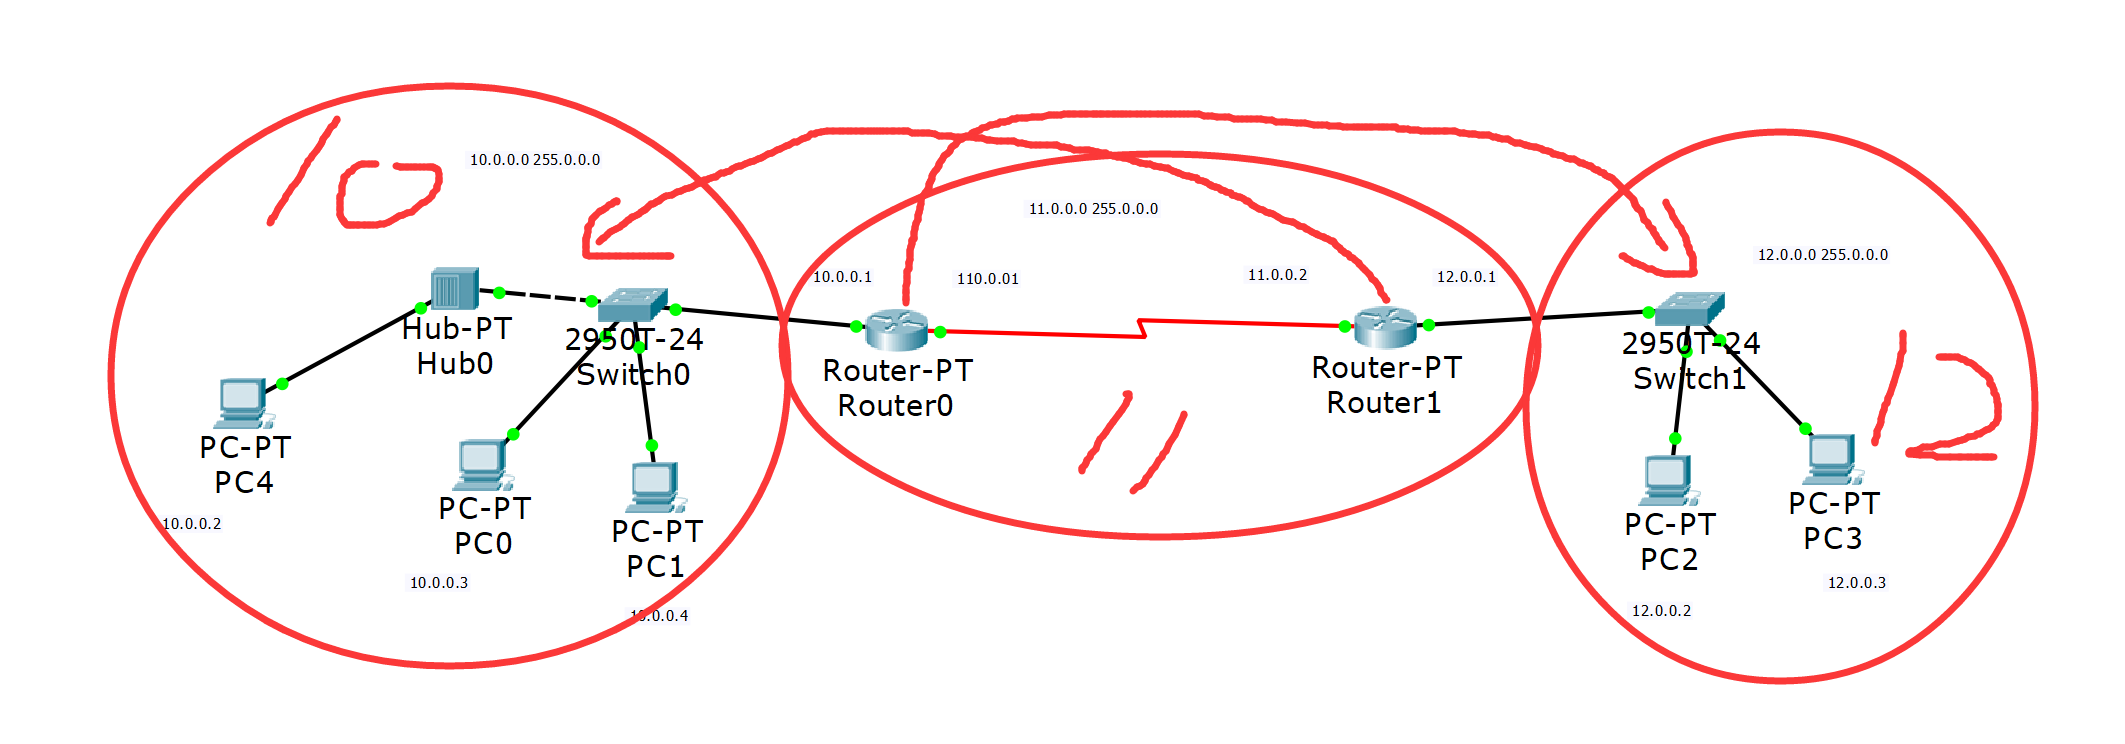 10
10.0.0.0 255.0.0.0
Hub-PT
Hub0
2950T-24
Switch0
PC-PT
PC4
10.0.0.2
PC-PT
PC0
10.0.0.3
PC-PT
PC1
10.0.0.4
11.0.0.0 255.0.0.0
10.0.0.1
110.0.01
11.0.0.2
12.0.0.1
Router-PT
Router0
Router-PT
Router1
11
12.0.0.0 255.0.0.0
2950T-24
Switch1
12
PC-PT
PC2
12.0.0.2
PC-PT
PC3
12.0.0.3